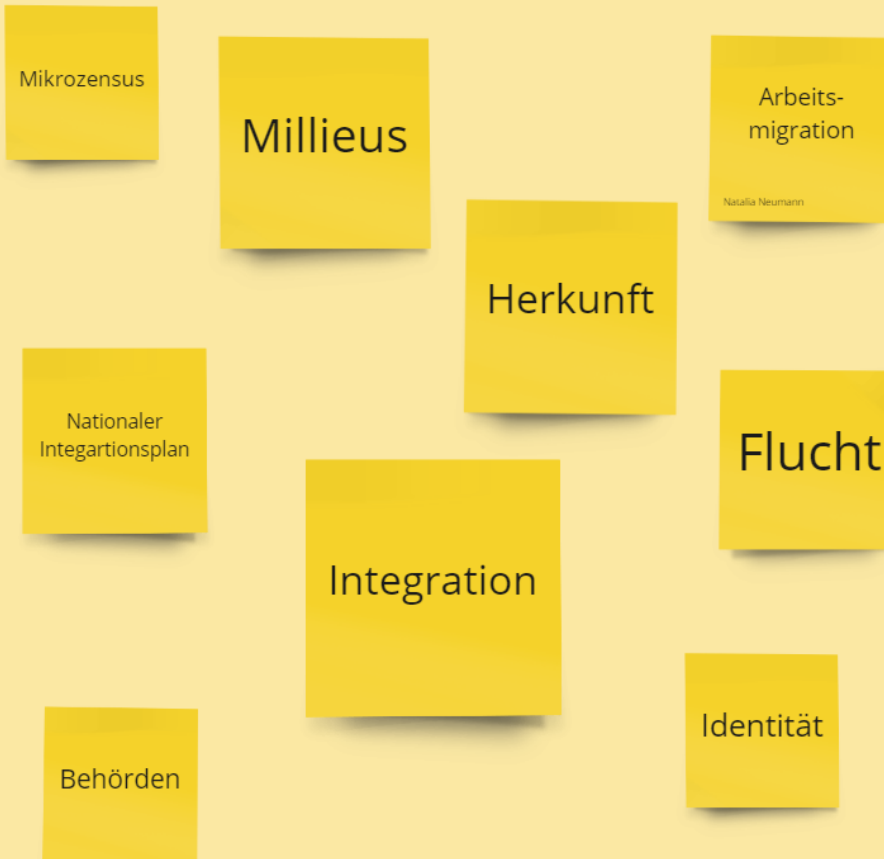 Mikrozensus
Millieus
Arbeits-
migration
Natalia Neumann
Herkunft
Nationaler
Integartionsplan
Flucht
Integration
Identität
Behörden